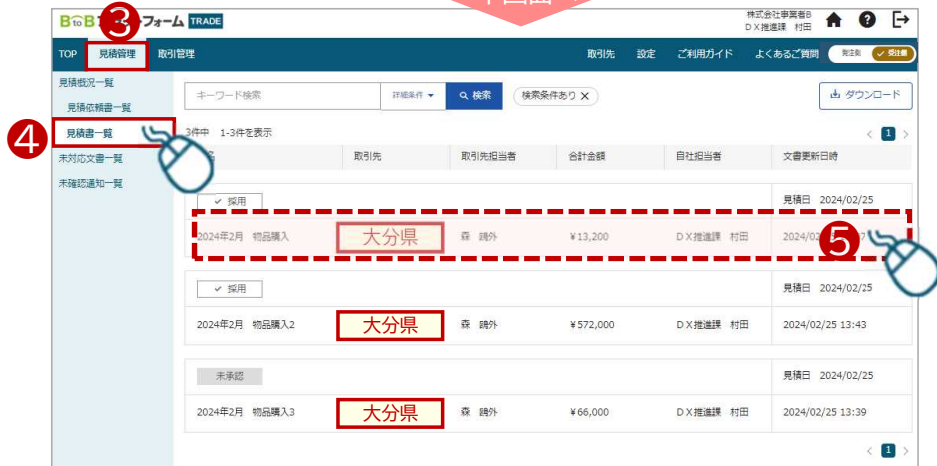 株式会社事業者B
DX推進課 村田
TRADE
③
TOP 見積管理 取引管理 取引先 設定 ご利用ガイド よくあるご質問 発注側 受注側
見積概況一覧
見積依頼書一覧
④ 見積書一覧
未対応文書一覧
未確認通知一覧
キーワード検索 詳細条件 検索 検索条件あり X ダウンロード
3件中 1-3件を表示 < 1 >
取引先 取引先担当者 合計金額 自社担当者 文書更新日時
採用 見積日 2024/02/25
2024年2月 物品購入 大分県 森 鷗外 ¥13,200 DX推進課 村田 ⑤
採用 見積日 2024/02/25
2024年2月 物品購入2 大分県 森 鷗外 ¥572,000 DX推進課 村田 2024/02/25 13:43
未承認 見積日 2024/02/25
2024年2月 物品購入3 大分県 森 鷗外 ¥66,000 DX推進課 村田 2024/02/25 13:39
< 1 >